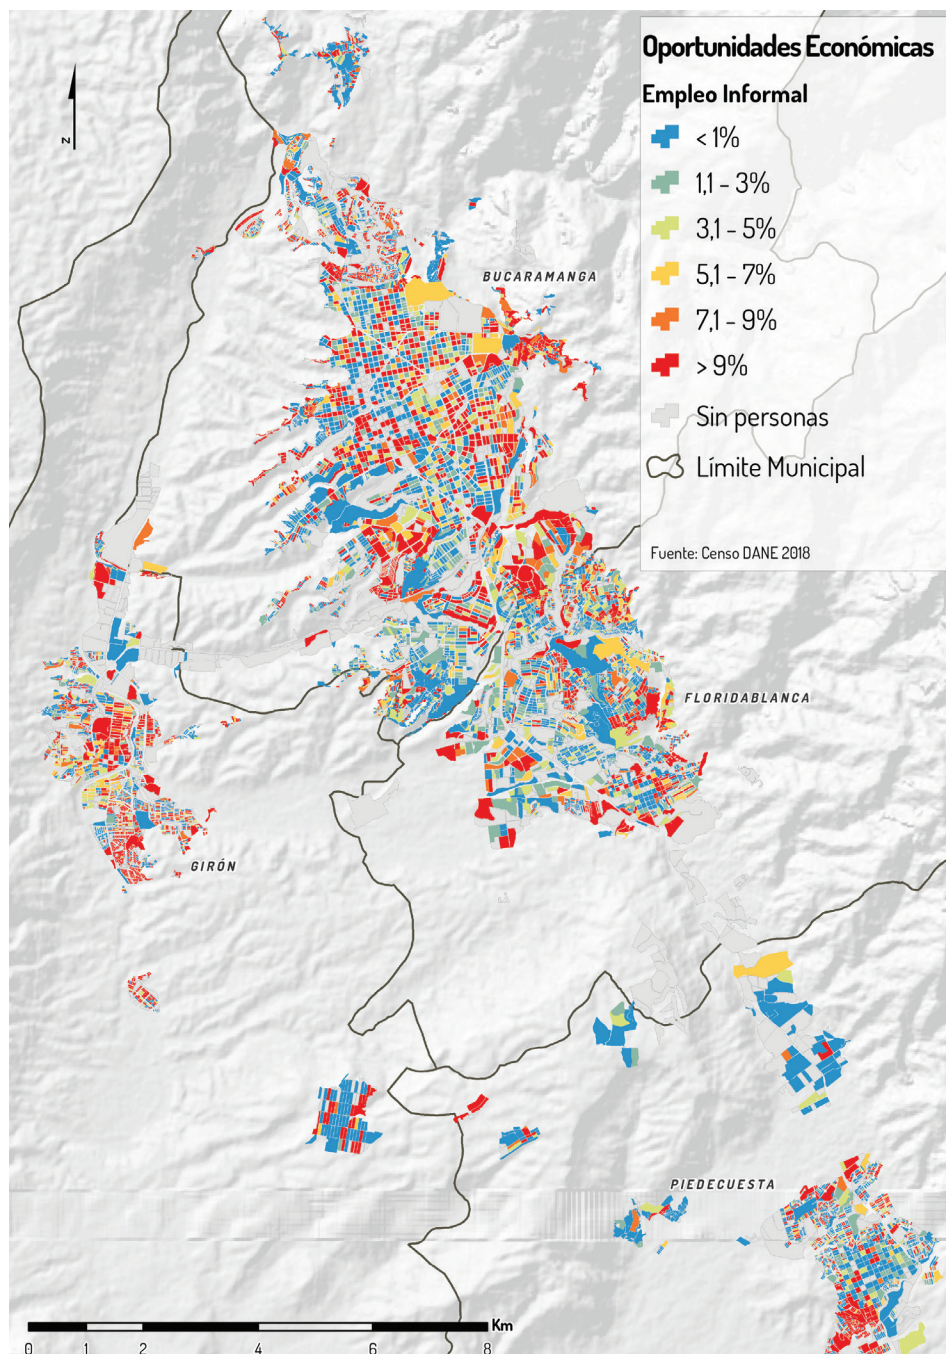 Oportunidades Económicas
Empleo Informal
< 1%
1,1 - 3%
3,1 - 5%
5,1 - 7%
7,1 - 9%
> 9%
Sin personas
Límite Municipal
Fuente: Censo DANE 2018
N
BUCARAMANGA
FLORIDABLANCA
GIRÓN
PIEDECUESTA
Km
0 1 2 4 6 8